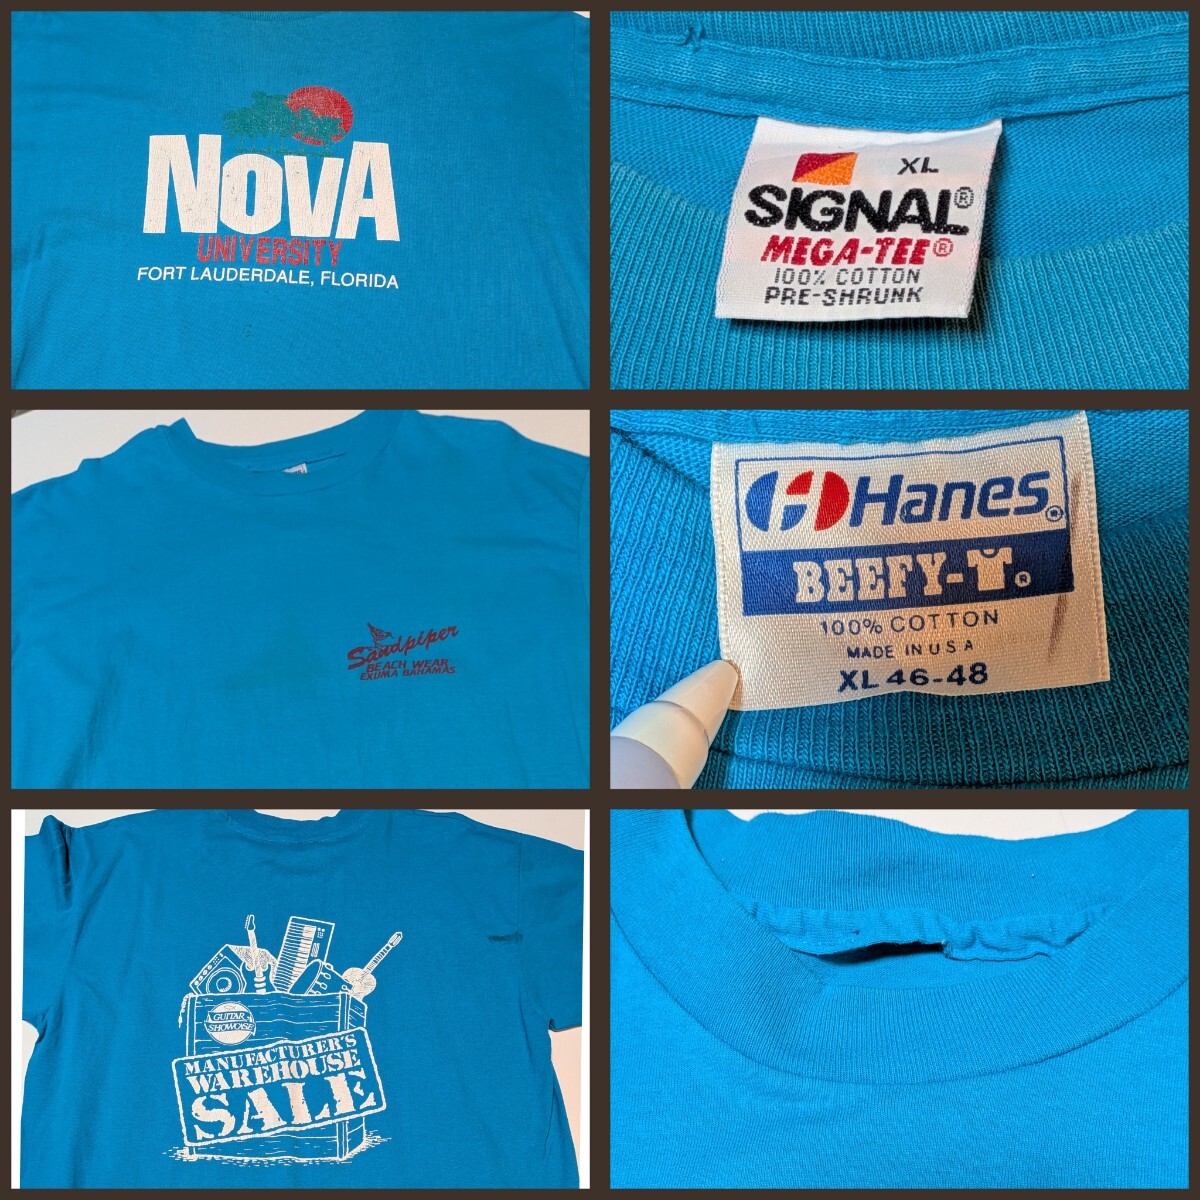 NOVA
UNIVERSITY
FORT LAUDERDALE, FLORIDA
XL
SIGNAL®
MEGA-TEE®
100% COTTON
PRE-SHRUNK
Sandpiper
BEACH WEAR
EXUMA BAHAMAS
Hanes®
BEEFY-T®
100% COTTON
MADE IN U S A
XL 46-48
GUITAR
SHOWCASE
MANUFACTURER'S
WAREHOUSE
SALE